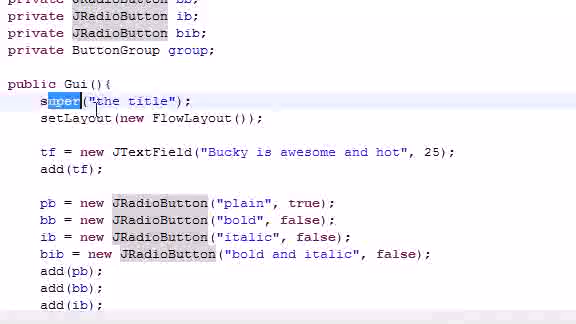 private JRadioButton bb;
private JRadioButton ib;
private JRadioButton bib;
private ButtonGroup group;
public Gui(){
super("the title");
setLayout(new FlowLayout());
tf = new JTextField("Bucky is awesome and hot", 25);
add(tf);
pb = new JRadioButton("plain", true);
bb = new JRadioButton("bold", false);
ib = new JRadioButton("italic", false);
bib = new JRadioButton("bold and italic", false);
add(pb);
add(bb);
add(ib);